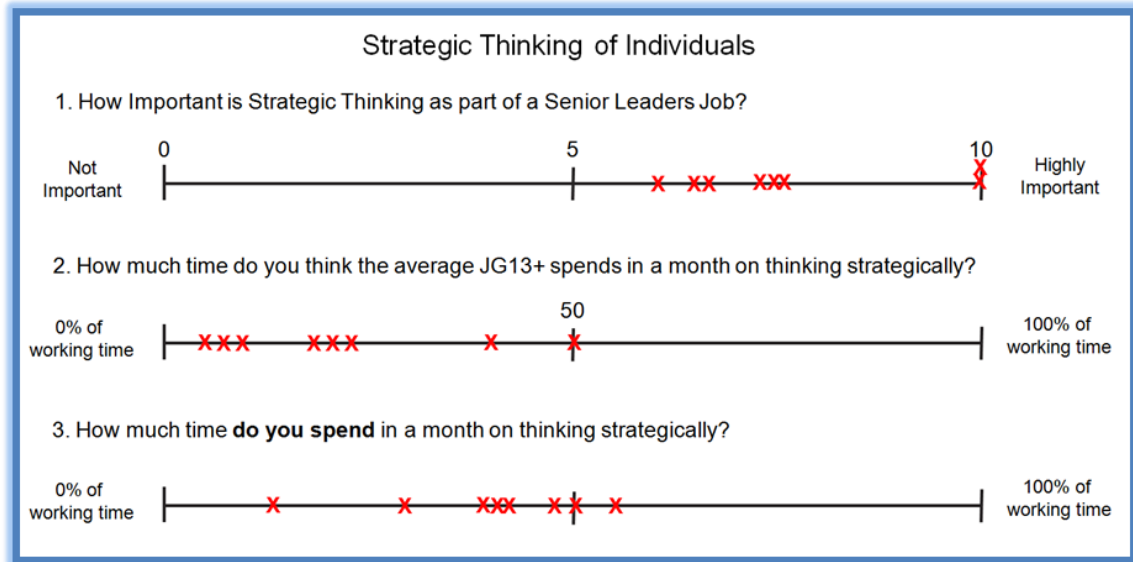 Strategic Thinking of Individuals
1. How Important is Strategic Thinking as part of a Senior Leaders Job?
0 5 10
Not
Important
Highly
Important
X X X X X X X X
2. How much time do you think the average JG13+ spends in a month on thinking strategically?
50
0% of
working time
100% of
working time
X X X X X X X X
3. How much time do you spend in a month on thinking strategically?
0% of
working time
100% of
working time
X X X X X X X X